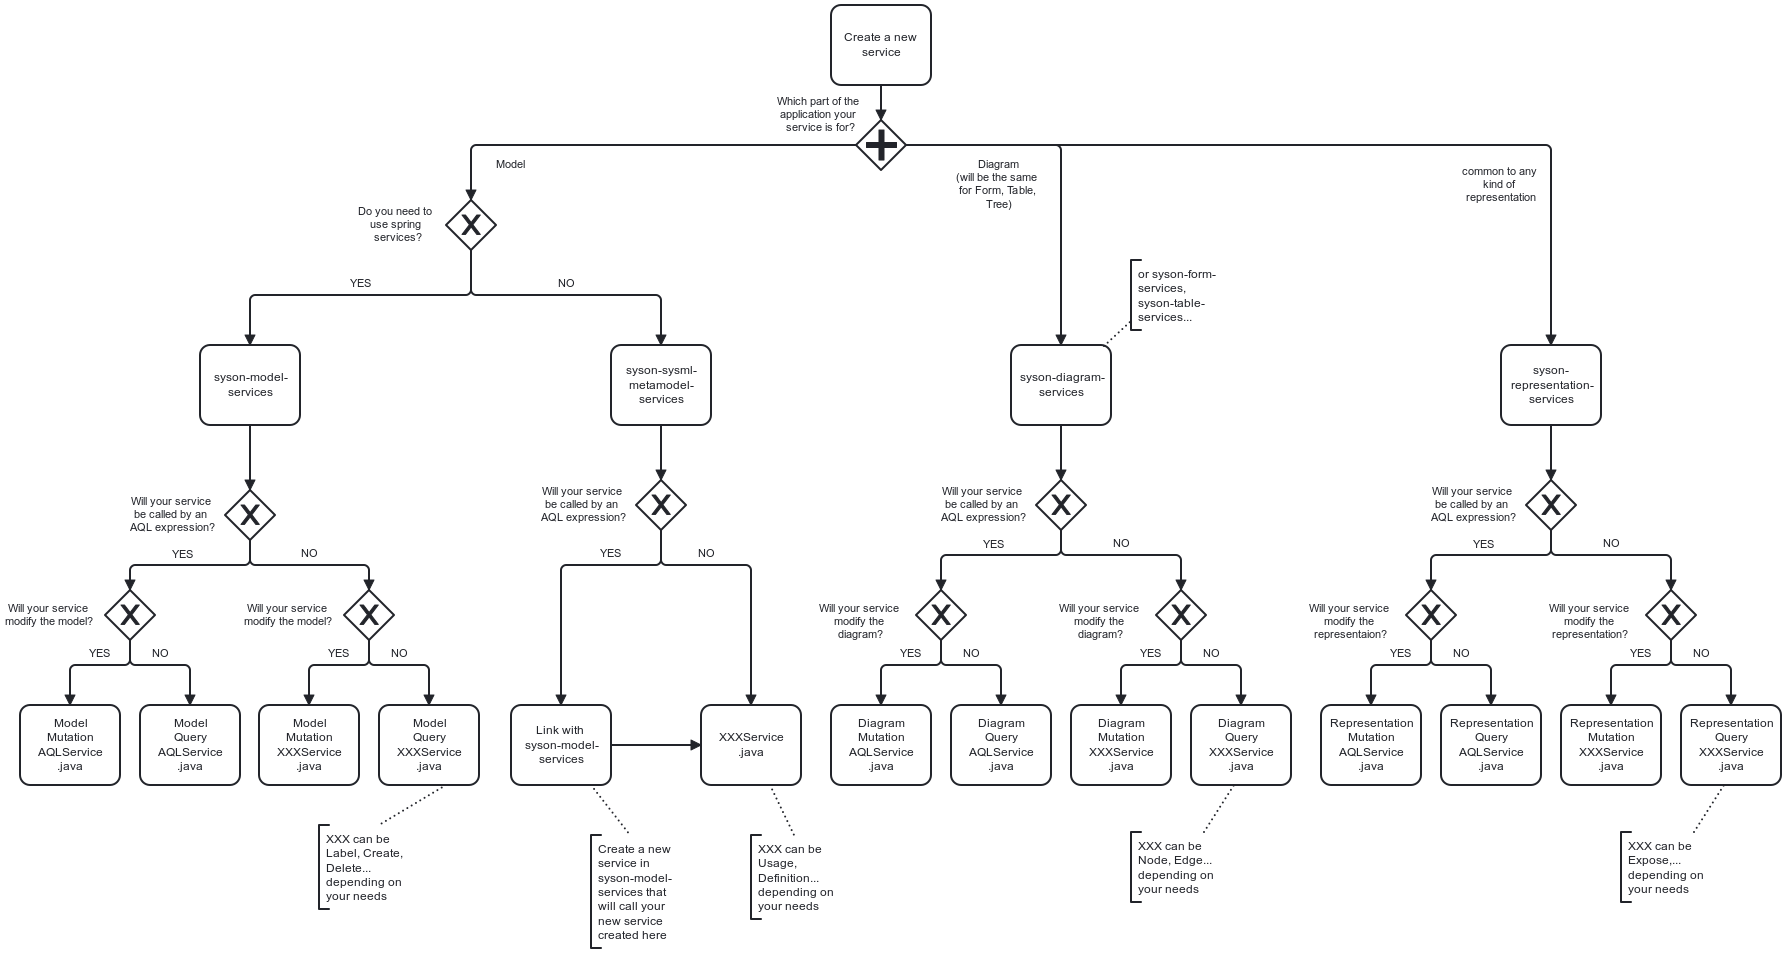 Create a new
service
Which part of the
application your
service is for?
Model
Diagram
(will be the same
for Form, Table,
Tree)
common to any
kind of
representation
Do you need to
use spring
services?
YES
NO
or syson-form-
services,
syson-table-
services...
syson-model-
services
syson-sysml-
metamodel-
services
syson-diagram-
services
syson-
representation-
services
Will your service
be called by an
AQL expression?
Will your service
be called by an
AQL expression?
Will your service
be called by an
AQL expression?
Will your service
be called by an
AQL expression?
YES
NO
YES
NO
YES
NO
YES
NO
Will your service
modify the model?
Will your service
modify the model?
Will your service
modify the
diagram?
Will your service
modify the
diagram?
Will your service
modify the
representaion?
Will your service
modify the
representation?
YES
NO
YES
NO
YES
NO
YES
NO
YES
NO
YES
NO
Model
Mutation
AQLService
.java
Model
Query
AQLService
.java
Model
Mutation
XXXService
.java
Model
Query
XXXService
.java
Link with
syson-model-
services
XXXService
.java
Diagram
Mutation
AQLService
.java
Diagram
Query
AQLService
.java
Diagram
Mutation
XXXService
.java
Diagram
Query
XXXService
.java
Representation
Mutation
AQLService
.java
Representation
Query
AQLService
.java
Representation
Mutation
XXXService
.java
Representation
Query
XXXService
.java
XXX can be
Label, Create,
Delete...
depending on
your needs
Create a new
service in
syson-model-
services that
will call your
new service
created here
XXX can be
Usage,
Definition...
depending on
your needs
XXX can be
Node, Edge...
depending on
your needs
XXX can be
Expose,...
depending on
your needs